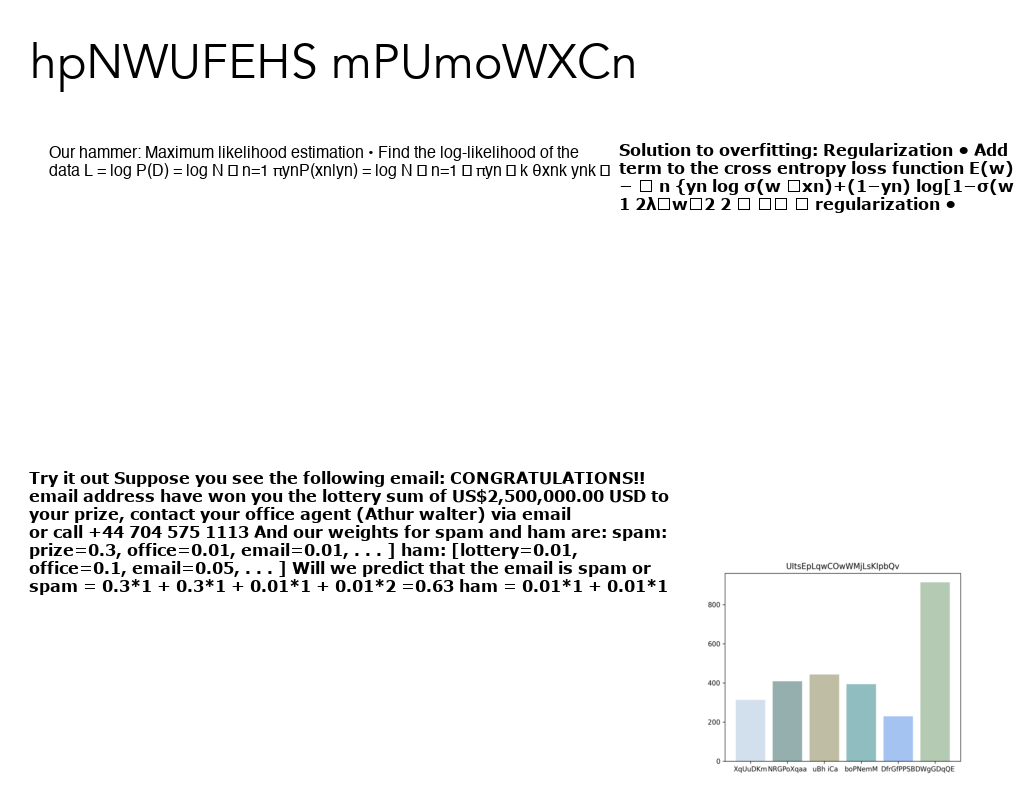 hpNWUFEHS mPUmoWXCn
Our hammer: Maximum likelihood estimation • Find the log-likelihood of the
data L = log P(D) = log N □ n=1 πynP(xn|yn) = log N □ n=1 □ πyn □ k θxnk ynk □
Solution to overfitting: Regularization • Add
term to the cross entropy loss function E(w)
− □ n {yn log σ(w □xn)+(1−yn) log[1−σ(w
1 2λ□w□2 2 □ □□ □ regularization •
Try it out Suppose you see the following email: CONGRATULATIONS!!
email address have won you the lottery sum of US$2,500,000.00 USD to
your prize, contact your office agent (Athur walter) via email
or call +44 704 575 1113 And our weights for spam and ham are: spam:
prize=0.3, office=0.01, email=0.01, . . . ] ham: [lottery=0.01,
office=0.1, email=0.05, . . . ] Will we predict that the email is spam or
spam = 0.3*1 + 0.3*1 + 0.01*1 + 0.01*2 =0.63 ham = 0.01*1 + 0.01*1
800
600
400
200
0
XqUuDKm NRGPoXqaa uBh iCa boPNemM DfrGfPPSB DWgGDqQE